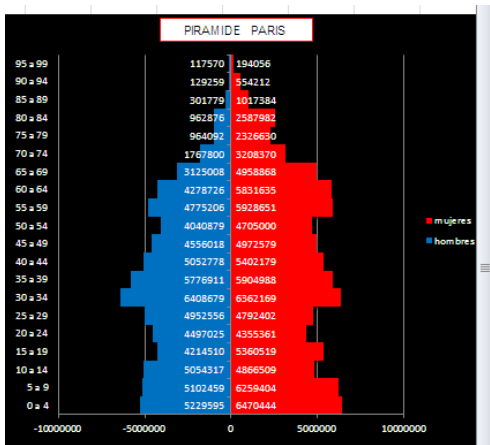 PIRAMIDE PARIS
95 a 99 117570 194056
90 a 94 129259 554212
85 a 89 301779 1017384
80 a 84 962876 2587982
75 a 79 964092 2326630
70 a 74 1767800 3208370
65 a 69 3125008 4958868
60 a 64 4278726 5831635
55 a 59 4775206 5928651
50 a 54 4040879 4705000
45 a 49 4556018 4972579
40 a 44 5052778 5402179
35 a 39 5776911 5904988
30 a 34 6408679 6362169
25 a 29 4952556 4792402
20 a 24 4497025 4355361
15 a 19 4214510 5360519
10 a 14 5054317 4866509
5 a 9 5102459 6259404
0 a 4 5229595 6470444
-10000000 -5000000 0 5000000 10000000
mujeres
hombres